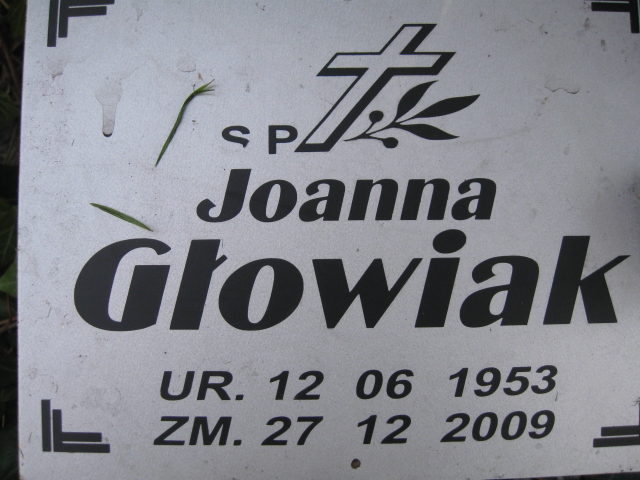 SP
Joanna
Głowiak
UR. 12 06 1953
ZM. 27 12 2009